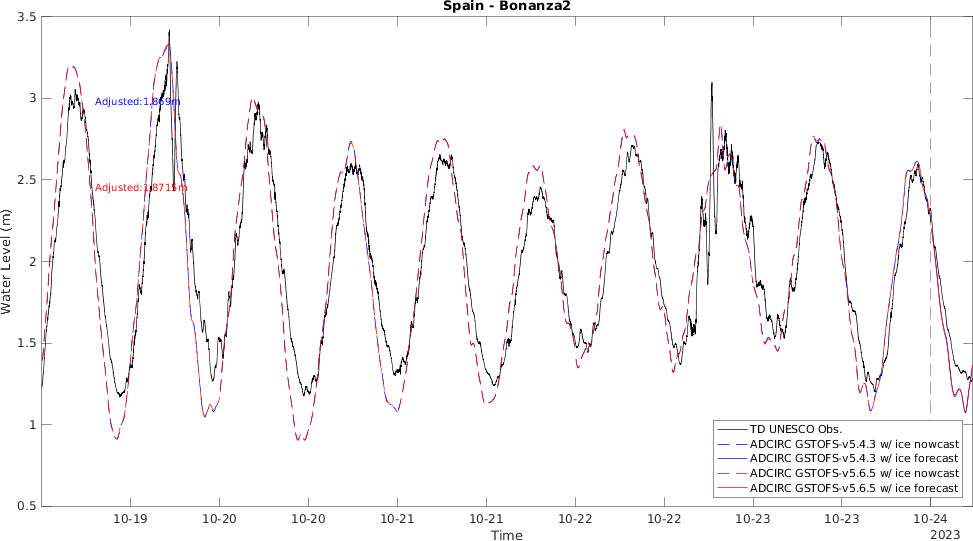 Spain - Bonanza2
3.5
3
2.5
2
1.5
1
0.5
Water Level (m)
Adjusted:1.869m
Adjusted:1.8715m
TD UNESCO Obs.
ADCIRC GSTOFS-v5.4.3 w/ ice nowcast
ADCIRC GSTOFS-v5.4.3 w/ ice forecast
ADCIRC GSTOFS-v5.6.5 w/ ice nowcast
ADCIRC GSTOFS-v5.6.5 w/ ice forecast
10-19 10-20 10-20 10-21 10-21 10-22 10-22 10-23 10-23 10-24
2023
Time